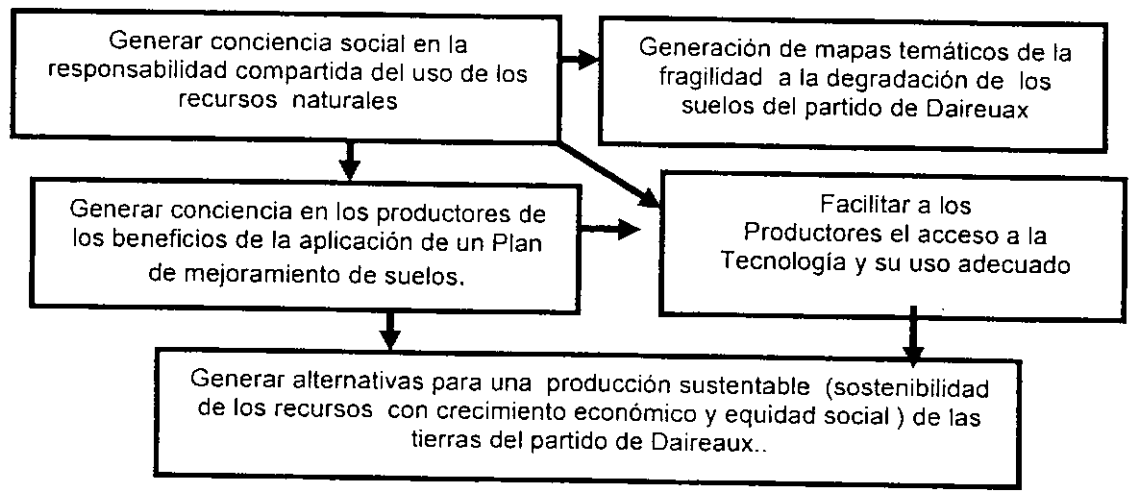 Generar conciencia social en la
responsabilidad compartida del uso de los
recursos naturales
Generación de mapas temáticos de la
fragilidad a la degradación de los
suelos del partido de Daireuax
Generar conciencia en los productores de
los beneficios de la aplicación de un Plan
de mejoramiento de suelos.
Facilitar a los
Productores el acceso a la
Tecnología y su uso adecuado
Generar alternativas para una producción sustentable (sostenibilidad
de los recursos con crecimiento económico y equidad social ) de las
tierras del partido de Daireaux..